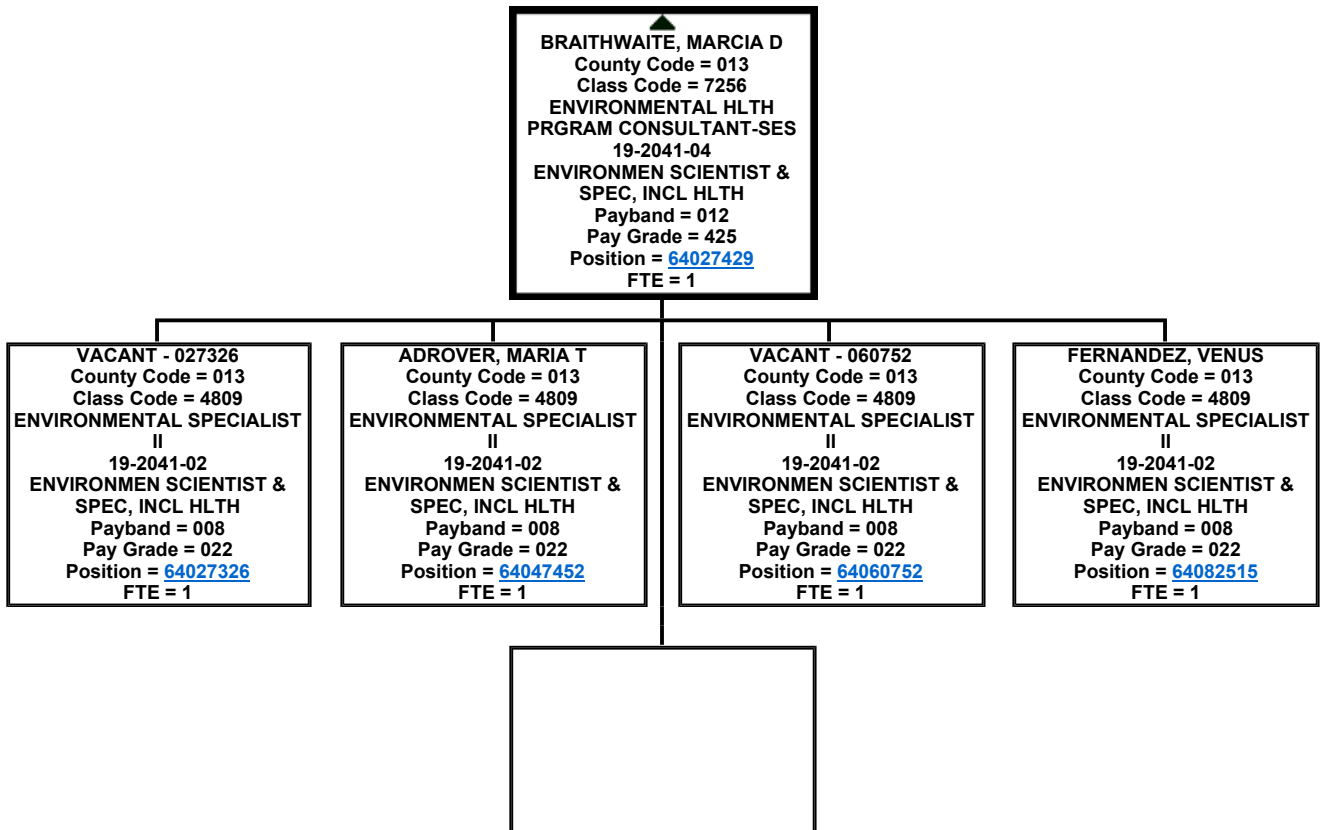 BRAITHWAITE, MARCIA D
County Code = 013
Class Code = 7256
ENVIRONMENTAL HLTH
PRGRAM CONSULTANT-SES
19-2041-04
ENVIRONMEN SCIENTIST &
SPEC, INCL HLTH
Payband = 012
Pay Grade = 425
Position = 64027429
FTE = 1
VACANT - 027326
County Code = 013
Class Code = 4809
ENVIRONMENTAL SPECIALIST
II
19-2041-02
ENVIRONMEN SCIENTIST &
SPEC, INCL HLTH
Payband = 008
Pay Grade = 022
Position = 64027326
FTE = 1
ADROVER, MARIA T
County Code = 013
Class Code = 4809
ENVIRONMENTAL SPECIALIST
II
19-2041-02
ENVIRONMEN SCIENTIST &
SPEC, INCL HLTH
Payband = 008
Pay Grade = 022
Position = 64047452
FTE = 1
VACANT - 060752
County Code = 013
Class Code = 4809
ENVIRONMENTAL SPECIALIST
II
19-2041-02
ENVIRONMEN SCIENTIST &
SPEC, INCL HLTH
Payband = 008
Pay Grade = 022
Position = 64060752
FTE = 1
FERNANDEZ, VENUS
County Code = 013
Class Code = 4809
ENVIRONMENTAL SPECIALIST
II
19-2041-02
ENVIRONMEN SCIENTIST &
SPEC, INCL HLTH
Payband = 008
Pay Grade = 022
Position = 64082515
FTE = 1